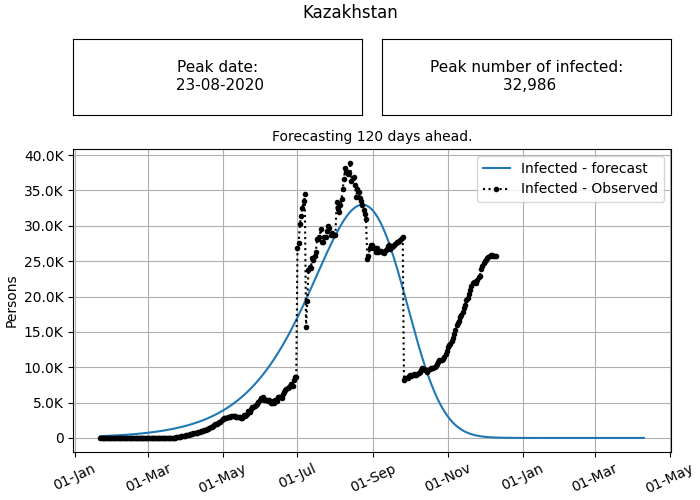 Kazakhstan
Peak date:
23-08-2020
Peak number of infected:
32,986
Forecasting 120 days ahead.
40.0K
35.0K
30.0K
25.0K
20.0K
15.0K
10.0K
5.0K
0
Persons
Infected - forecast
Infected - Observed
01-Jan
01-Mar
01-May
01-Jul
01-Sep
01-Nov
01-Jan
01-Mar
01-May